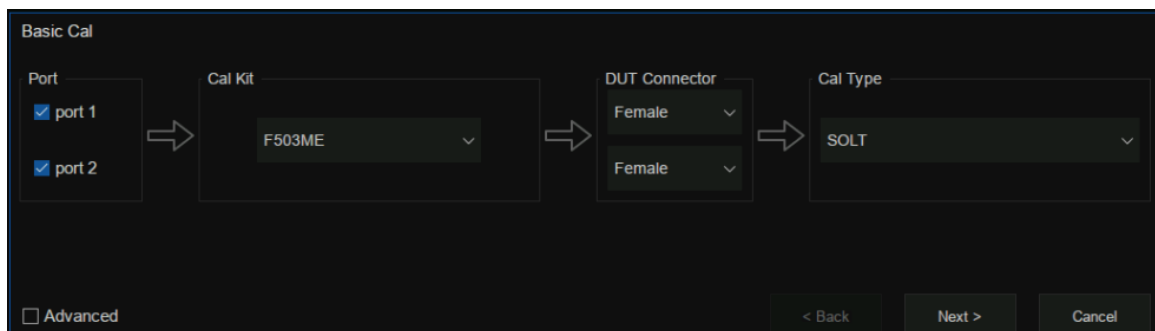 Basic Cal
Port
port 1
port 2
Cal Kit
F503ME
DUT Connector
Female
Female
Cal Type
SOLT
Advanced
< Back
Next >
Cancel